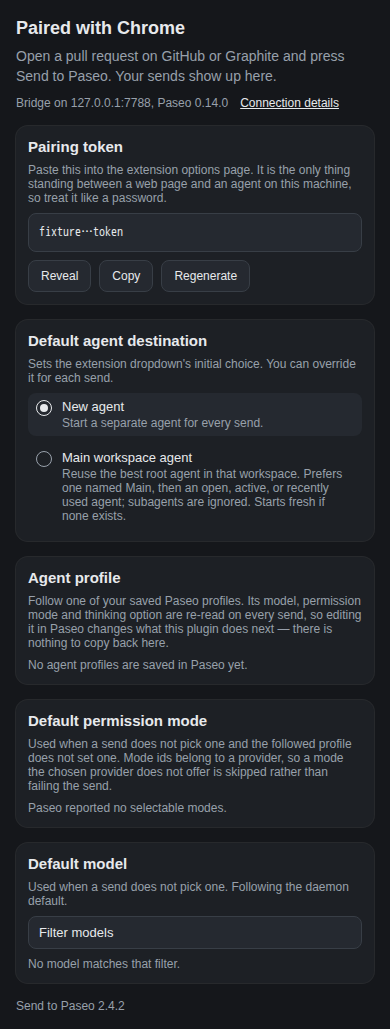 Paired with Chrome
Open a pull request on GitHub or Graphite and press
Send to Paseo. Your sends show up here.
Bridge on 127.0.0.1:7788, Paseo 0.14.0 Connection details
Pairing token
Paste this into the extension options page. It is the only thing
standing between a web page and an agent on this machine,
so treat it like a password.
fixture···token
Reveal Copy Regenerate
Default agent destination
Sets the extension dropdown's initial choice. You can override
it for each send.
New agent
Start a separate agent for every send.
Main workspace agent
Reuse the best root agent in that workspace. Prefers
one named Main, then an open, active, or recently
used agent; subagents are ignored. Starts fresh if
none exists.
Agent profile
Follow one of your saved Paseo profiles. Its model, permission
mode and thinking option are re-read on every send, so editing
it in Paseo changes what this plugin does next — there is
nothing to copy back here.
No agent profiles are saved in Paseo yet.
Default permission mode
Used when a send does not pick one and the followed profile
does not set one. Mode ids belong to a provider, so a mode
the chosen provider does not offer is skipped rather than
failing the send.
Paseo reported no selectable modes.
Default model
Used when a send does not pick one. Following the daemon
default.
Filter models
No model matches that filter.
Send to Paseo 2.4.2